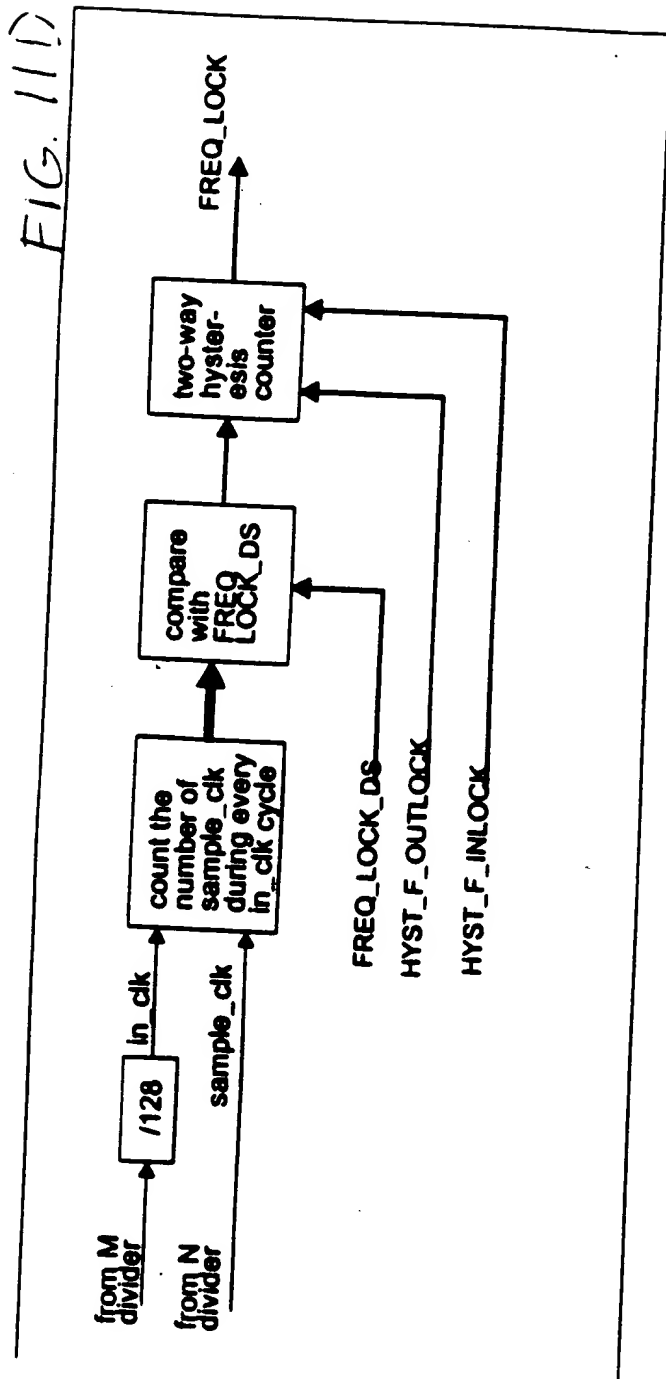 FIG. 11D
from M
divider
from N
divider
/128
in_clk
sample_clk
count the
number of
sample_clk
during every
in_clk cycle
compare
with
FREQ
LOCK_DS
two-way
hyster-
esis
counter
FREQ_LOCK
FREQ_LOCK_DS
HYST_F_OUTLOCK
HYST_F_INLOCK